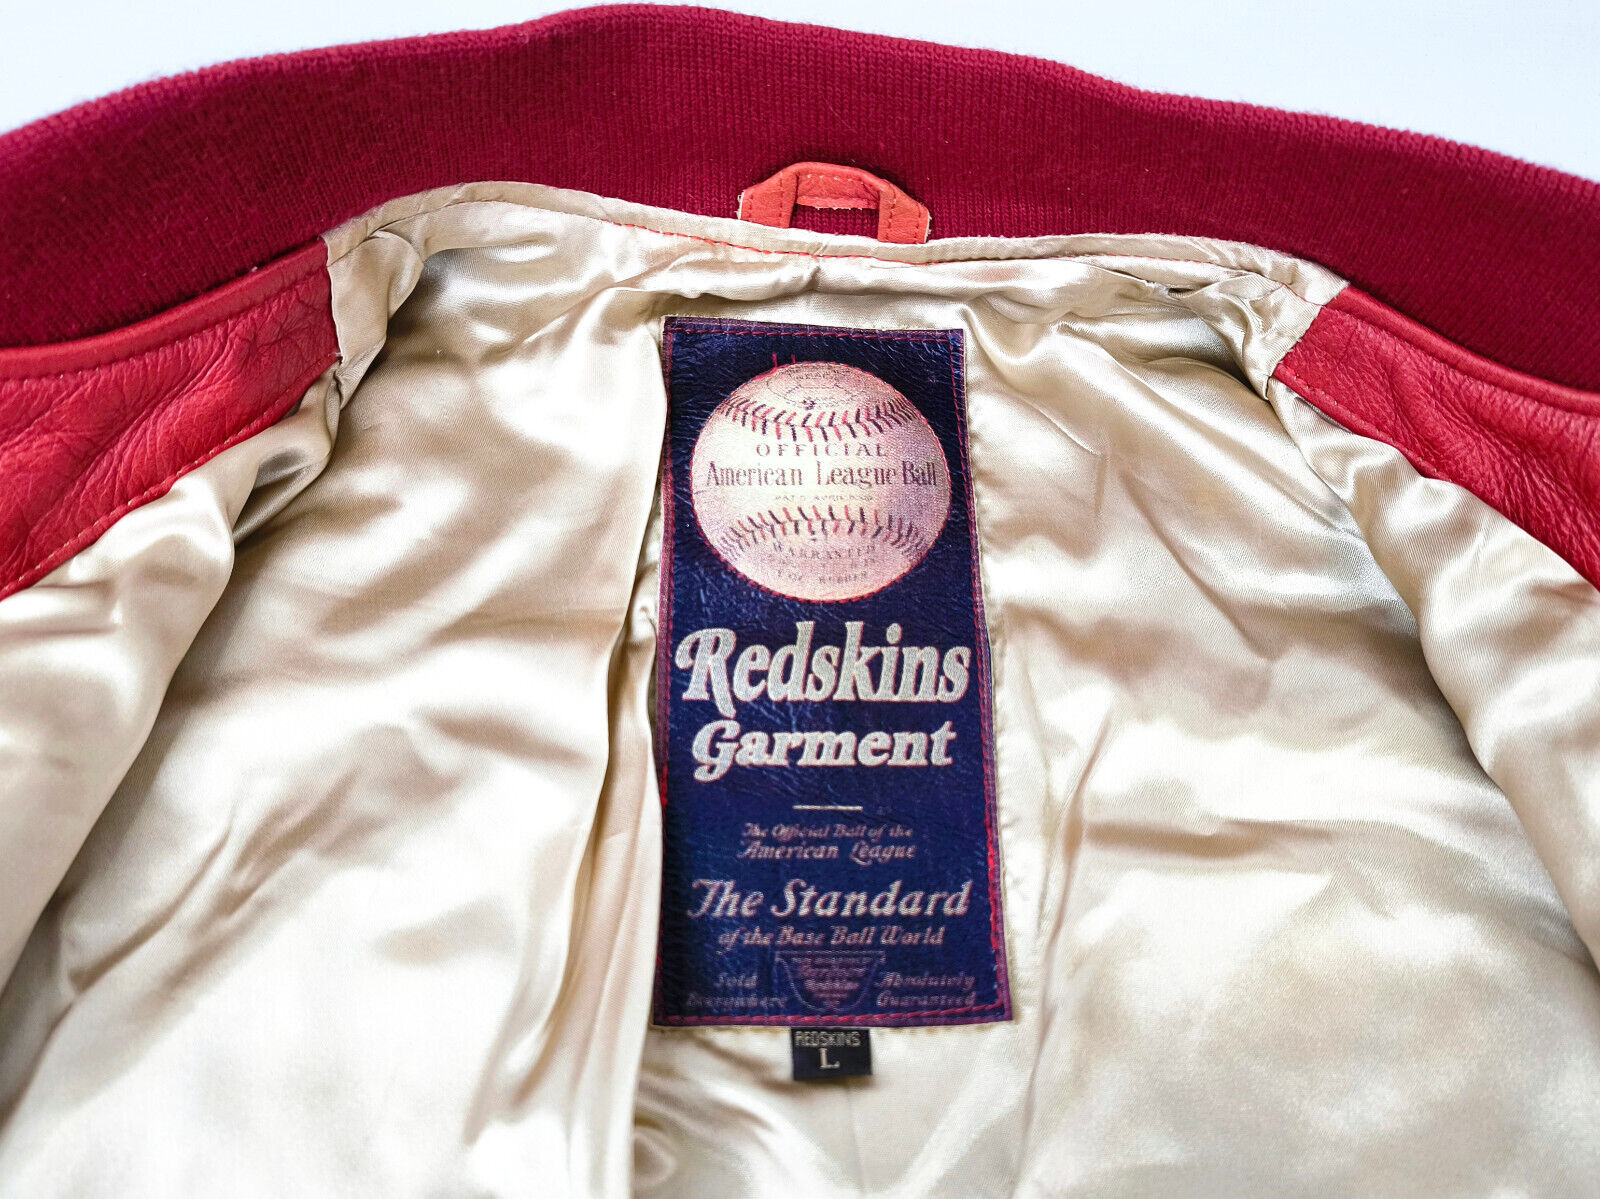 OFFICIAL
American League Ball
WARRANTED
Redskins
Garment
The Official Ball of the
American League
The Standard
of the Base Ball World
Sold Absolutely
Everywhere Guaranteed
REDSKINS
L